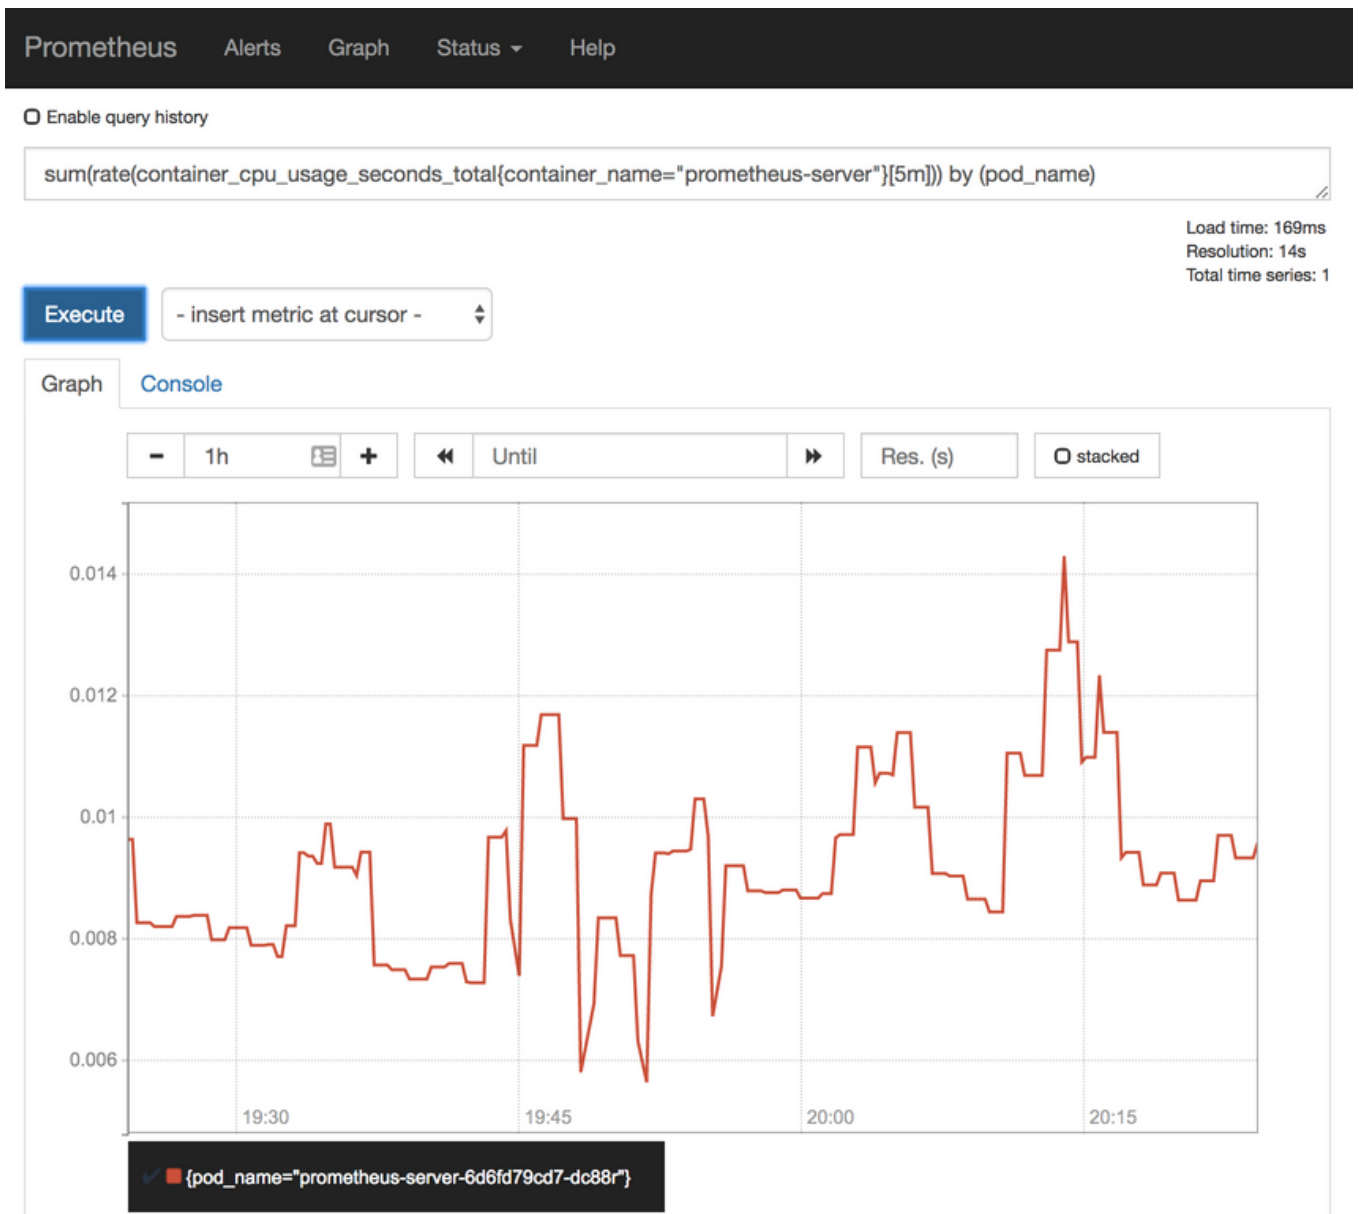 Prometheus Alerts Graph Status Help
Enable query history
sum(rate(container_cpu_usage_seconds_total{container_name="prometheus-server"}[5m])) by (pod_name)
Load time: 169ms
Resolution: 14s
Total time series: 1
Execute - insert metric at cursor -
Graph Console
- 1h + Until Res. (s) stacked
0.014
0.012
0.01
0.008
0.006
19:30 19:45 20:00 20:15
{pod_name="prometheus-server-6d6fd79cd7-dc88r"}